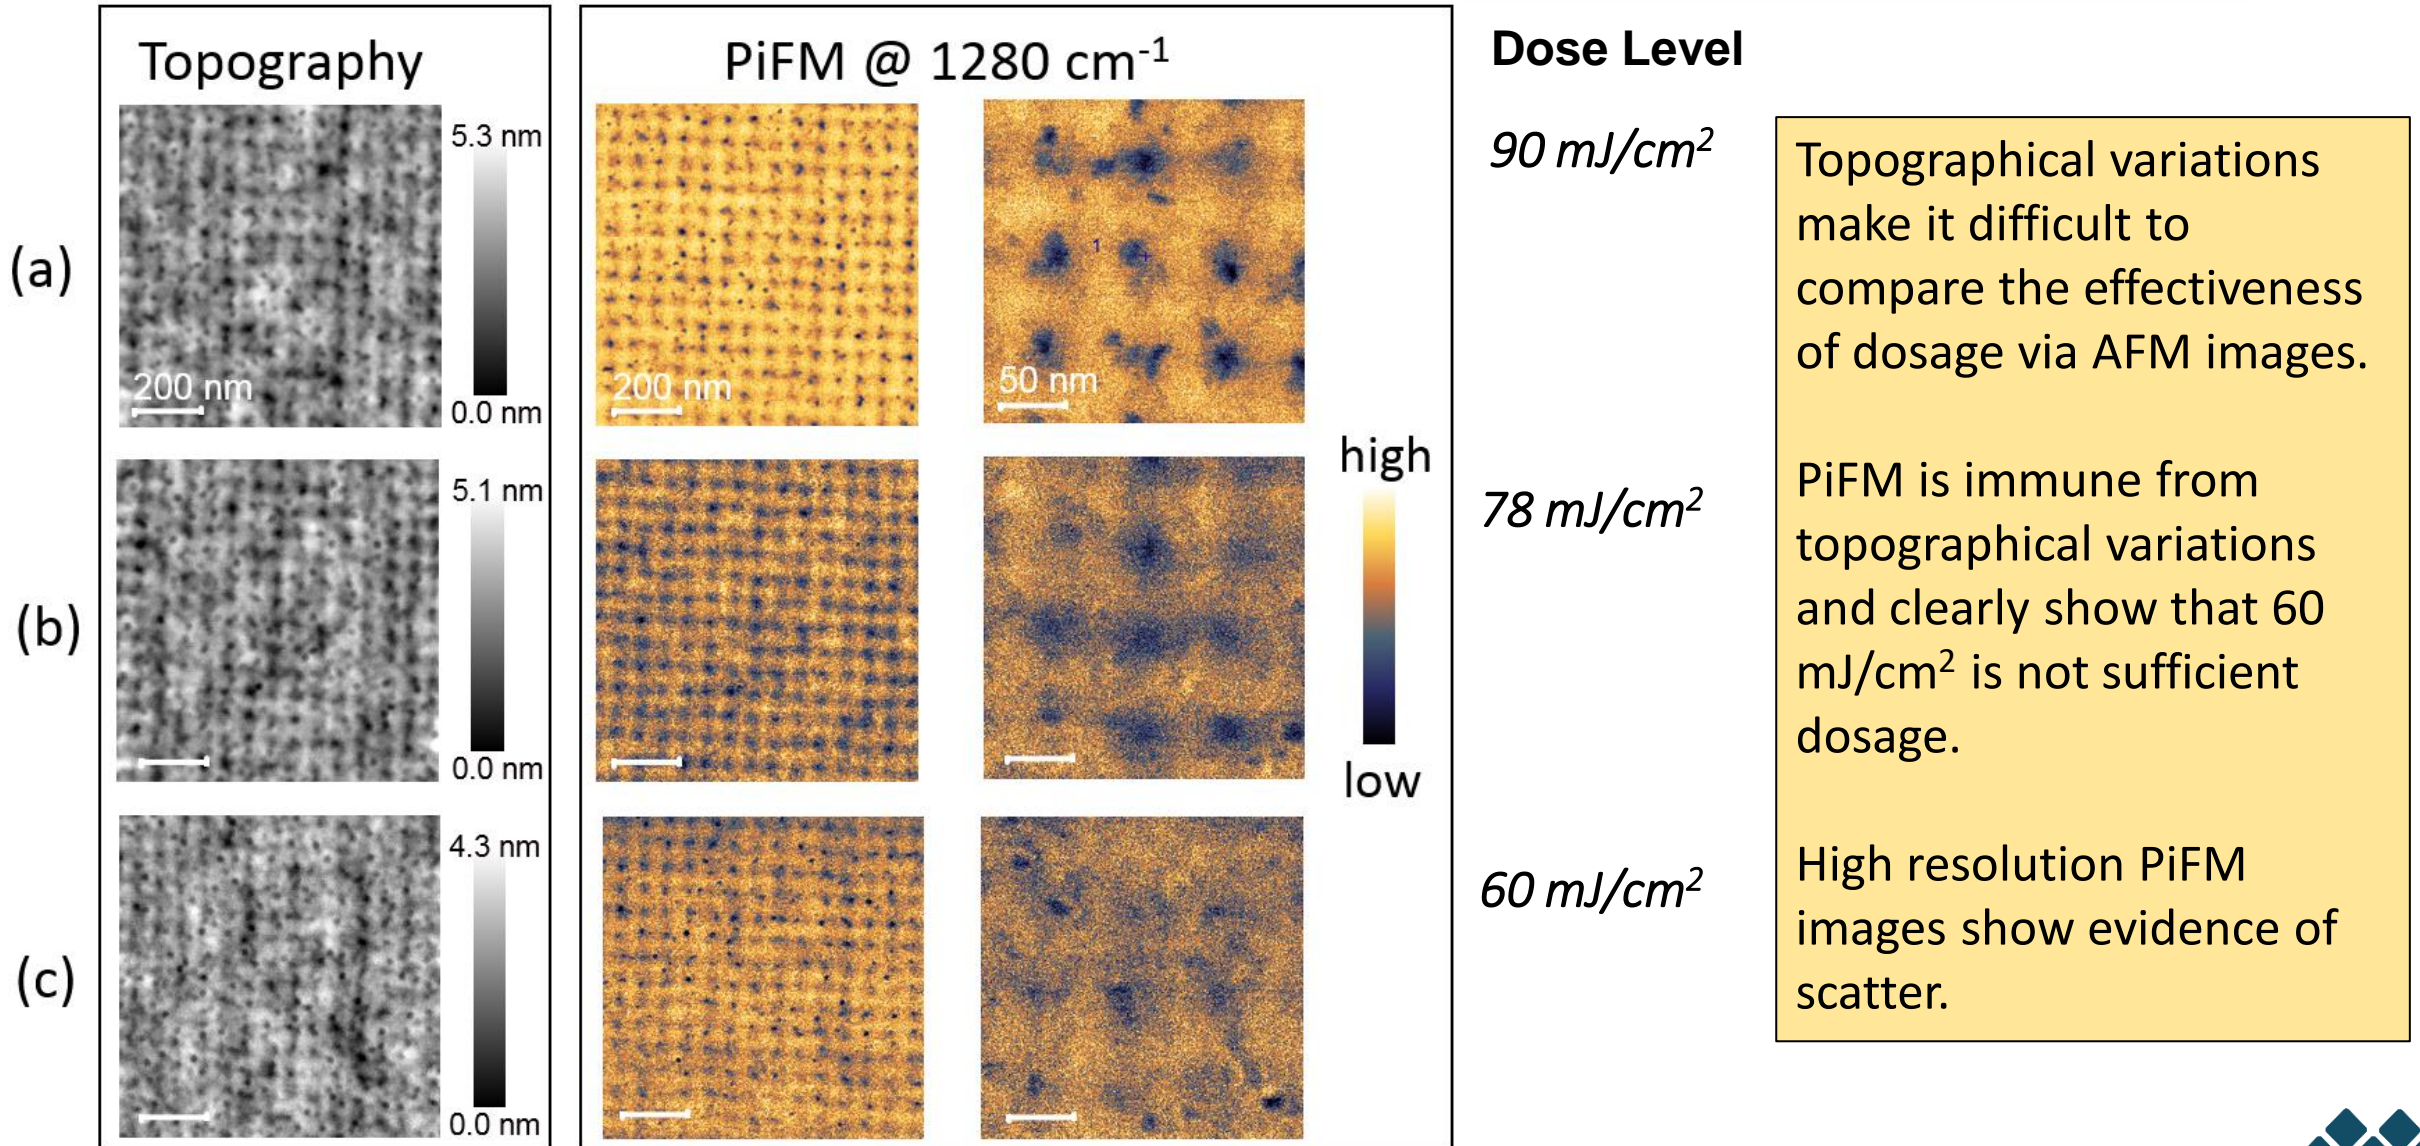 Topography
PiFM @ 1280 cm⁻¹
Dose Level
(a)
5.3 nm
0.0 nm
200 nm
200 nm
50 nm
1
90 mJ/cm²
(b)
5.1 nm
0.0 nm
high
low
78 mJ/cm²
(c)
4.3 nm
0.0 nm
60 mJ/cm²
Topographical variations
make it difficult to
compare the effectiveness
of dosage via AFM images.
PiFM is immune from
topographical variations
and clearly show that 60
mJ/cm² is not sufficient
dosage.
High resolution PiFM
images show evidence of
scatter.